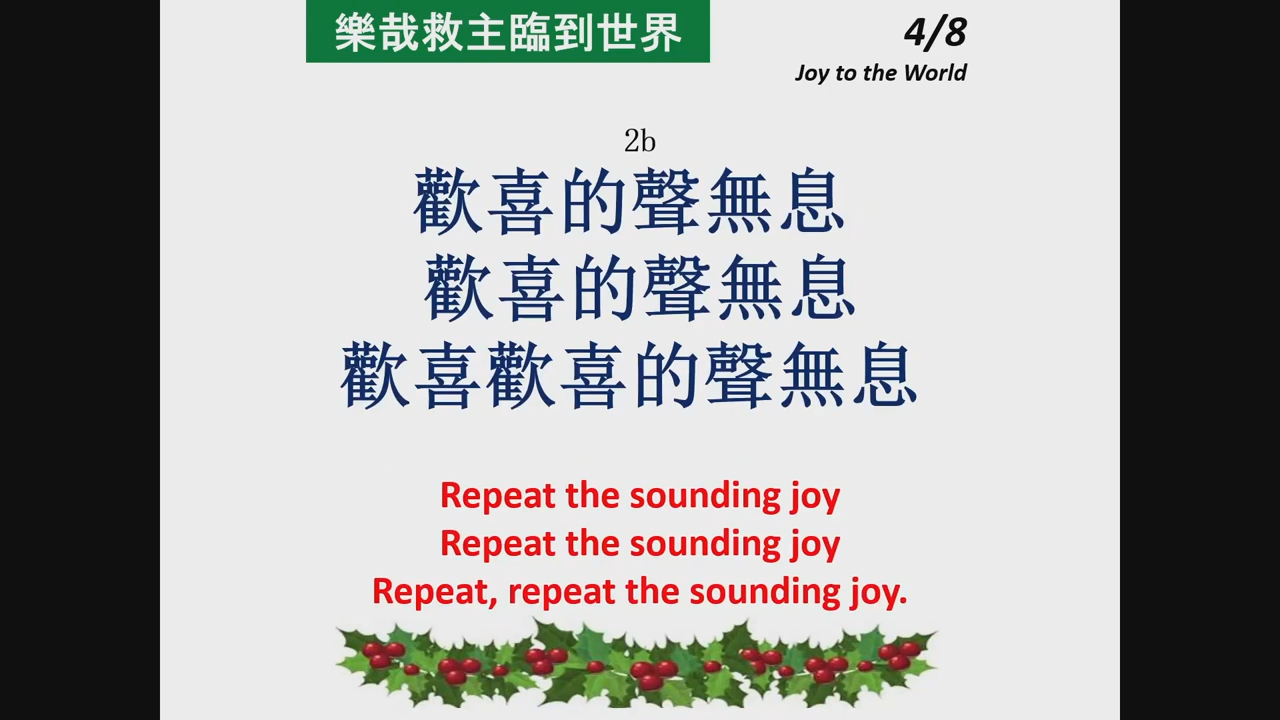 樂哉救主臨到世界
4/8
Joy to the World
2b
歡喜的聲無息
歡喜的聲無息
歡喜歡喜的聲無息
Repeat the sounding joy
Repeat the sounding joy
Repeat, repeat the sounding joy.